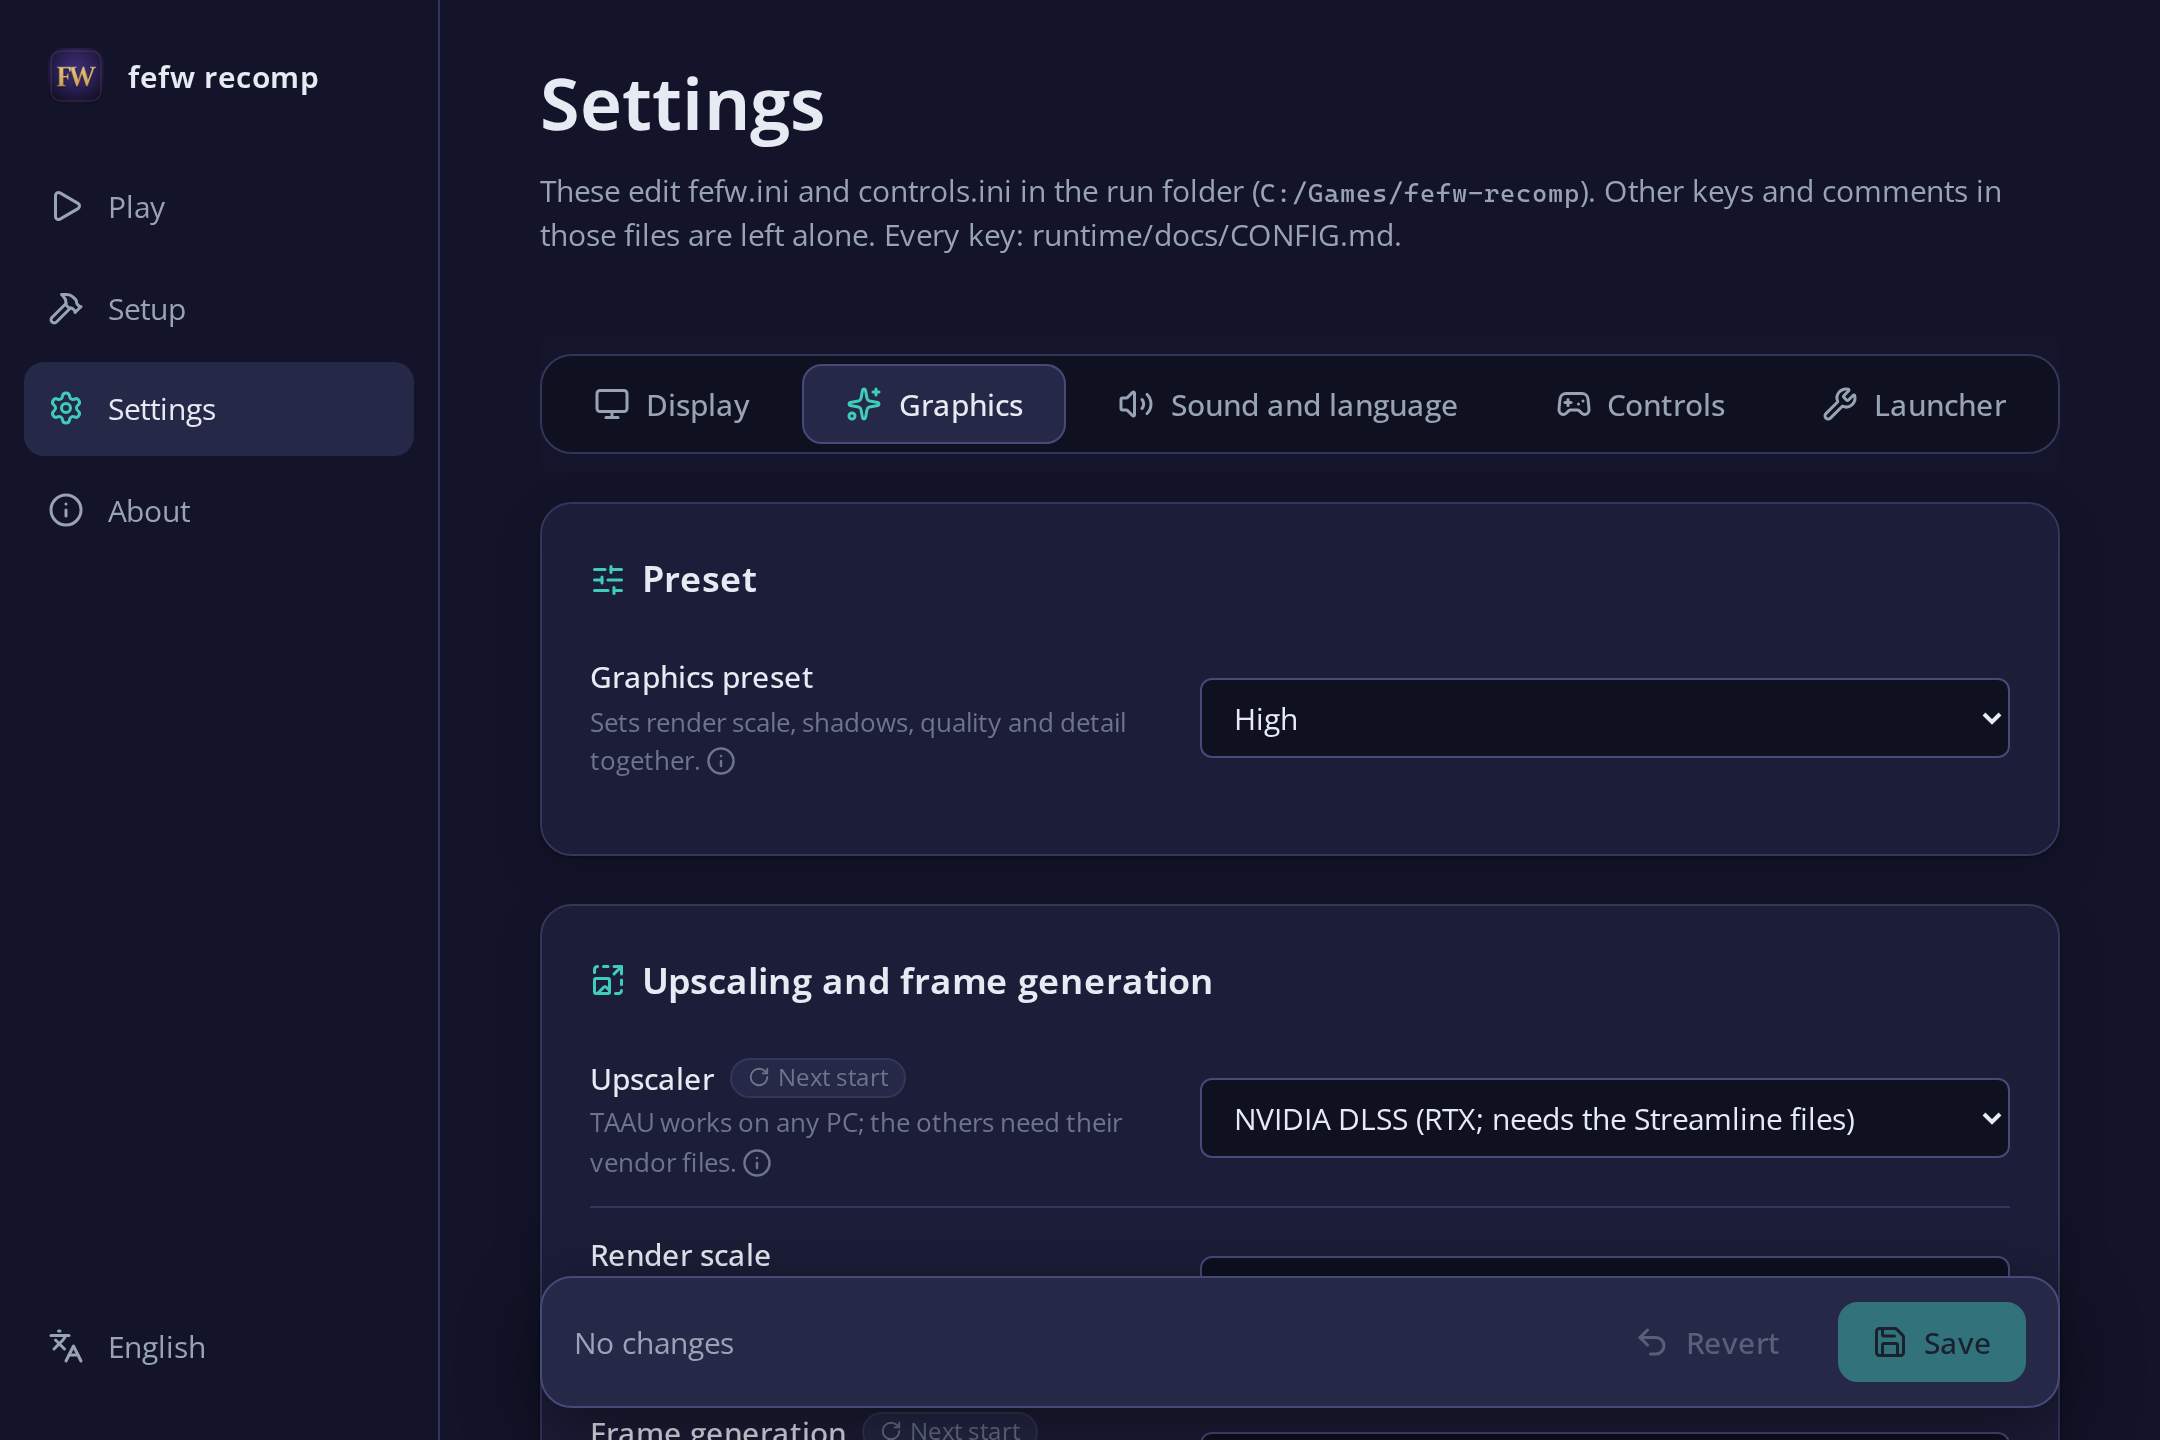 FW
fefw recomp
Play
Setup
Settings
About
English
Settings
These edit fefw.ini and controls.ini in the run folder (C:/Games/fefw-recomp). Other keys and comments in
those files are left alone. Every key: runtime/docs/CONFIG.md.
Display
Graphics
Sound and language
Controls
Launcher
Preset
Graphics preset
Sets render scale, shadows, quality and detail
together.
High
Upscaling and frame generation
Upscaler
Next start
TAAU works on any PC; the others need their
vendor files.
NVIDIA DLSS (RTX; needs the Streamline files)
Render scale
No changes
Revert
Save
Frame generation
Next start